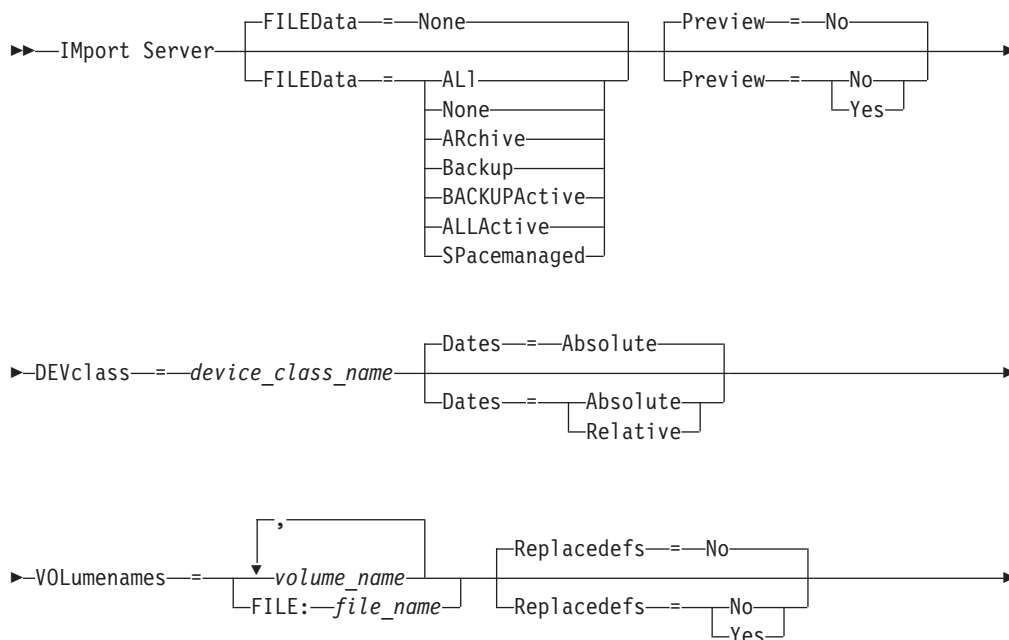 FILEData = None
Preview = No
IMport Server
FILEData = ALl
Preview = No
None
Yes
ARchive
Backup
BACKUPActive
ALLActive
SPacemanaged
Dates = Absolute
DEVclass = device_class_name
Dates = Absolute
Relative
,
Replacedefs = No
VOLumenames = volume_name
FILE: file_name
Replacedefs = No
Yes